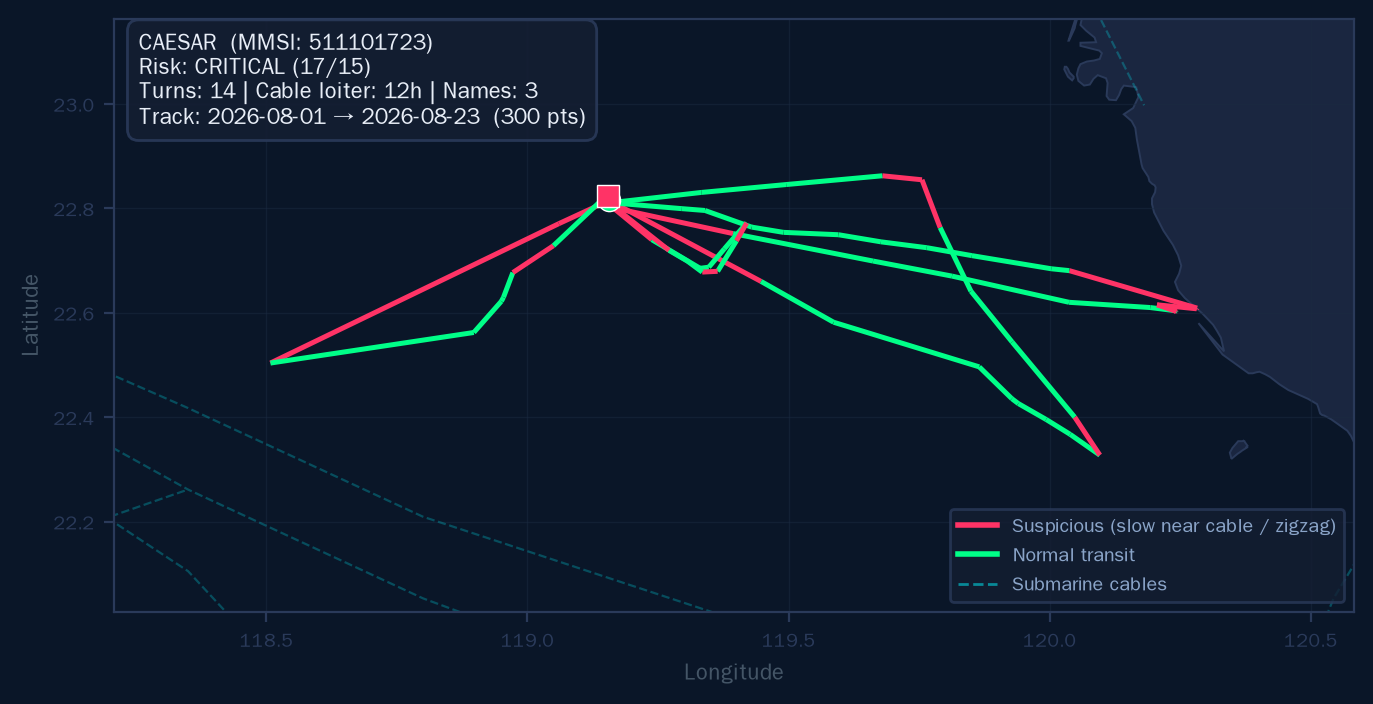 CAESAR  (MMSI: 511101723)
Risk: CRITICAL (17/15)
Turns: 14 | Cable loiter: 12h | Names: 3
Track: 2026-08-01 → 2026-08-23  (300 pts)
23.0
22.8
22.6
22.4
22.2
Latitude
Suspicious (slow near cable / zigzag)
Normal transit
Submarine cables
118.5
119.0
119.5
120.0
120.5
Longitude